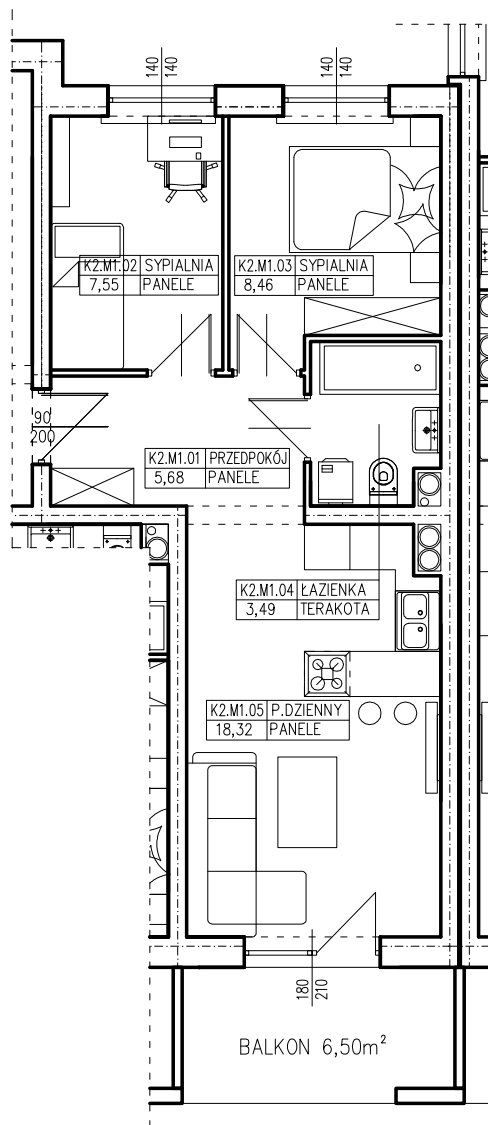 140 140
140 140
K2.M1.02 SYPIALNIA
7,55 PANELE
K2.M1.03 SYPIALNIA
8,46 PANELE
90
200
K2.M1.01 PRZEDPOKÓJ
5,68 PANELE
K2.M1.04 ŁAZIENKA
3,49 TERAKOTA
K2.M1.05 P.DZIENNY
18,32 PANELE
180 210
BALKON 6,50m²